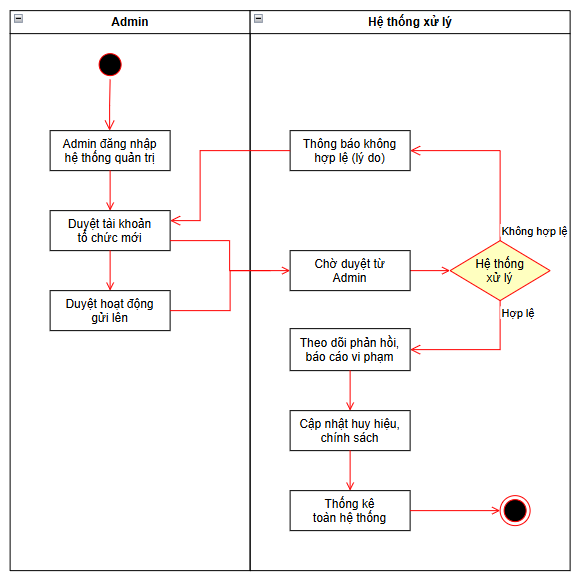 Admin
Hệ thống xử lý
Admin đăng nhập
hệ thống quản trị
Thông báo không
hợp lệ (lý do)
Duyệt tài khoản
tổ chức mới
Không hợp lệ
Chờ duyệt từ
Admin
Hệ thống
xử lý
Duyệt hoạt động
gửi lên
Hợp lệ
Theo dõi phản hồi,
báo cáo vi phạm
Cập nhật huy hiệu,
chính sách
Thống kê
toàn hệ thống